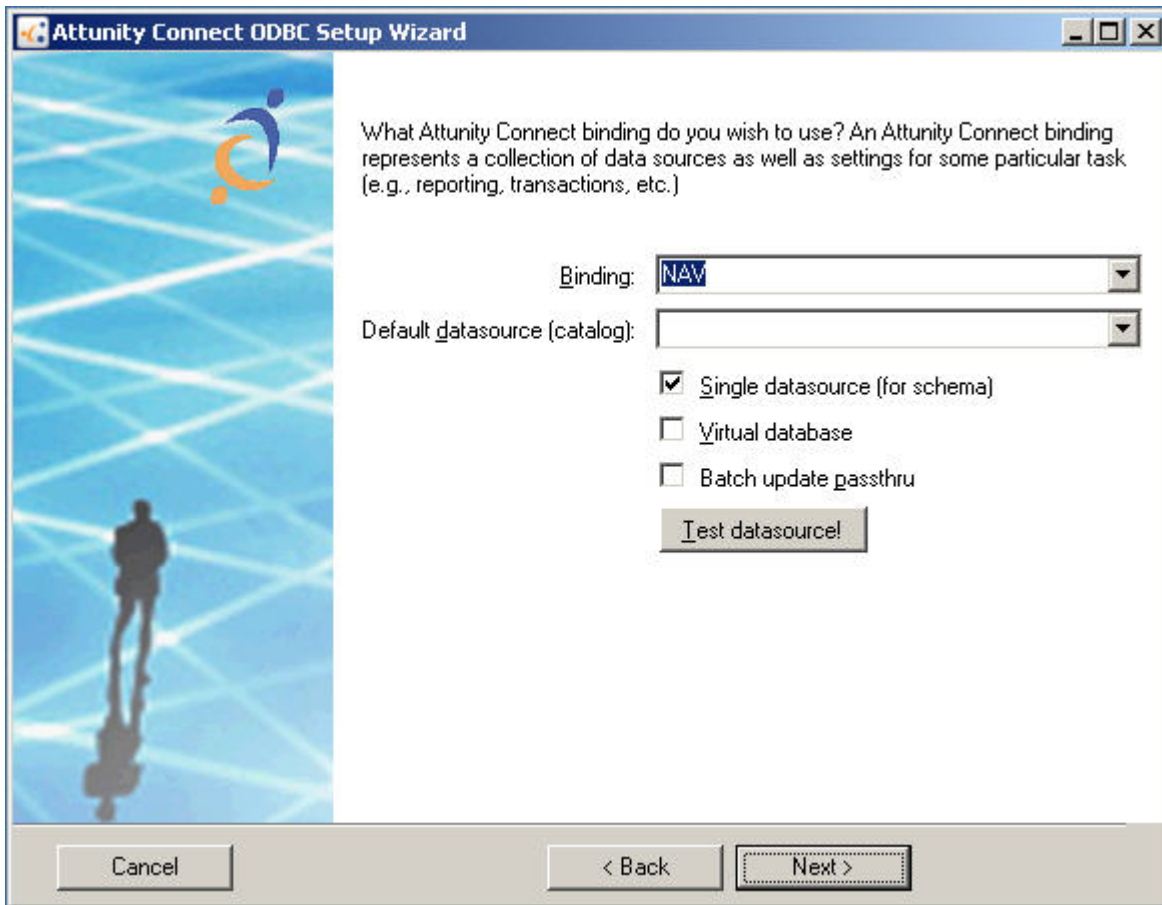 Attunity Connect ODBC Setup Wizard
What Attunity Connect binding do you wish to use? An Attunity Connect binding
represents a collection of data sources as well as settings for some particular task
(e.g., reporting, transactions, etc.)
Binding: NAV
Default datasource (catalog):
Single datasource (for schema)
Virtual database
Batch update passthru
Test datasource!
Cancel < Back Next >